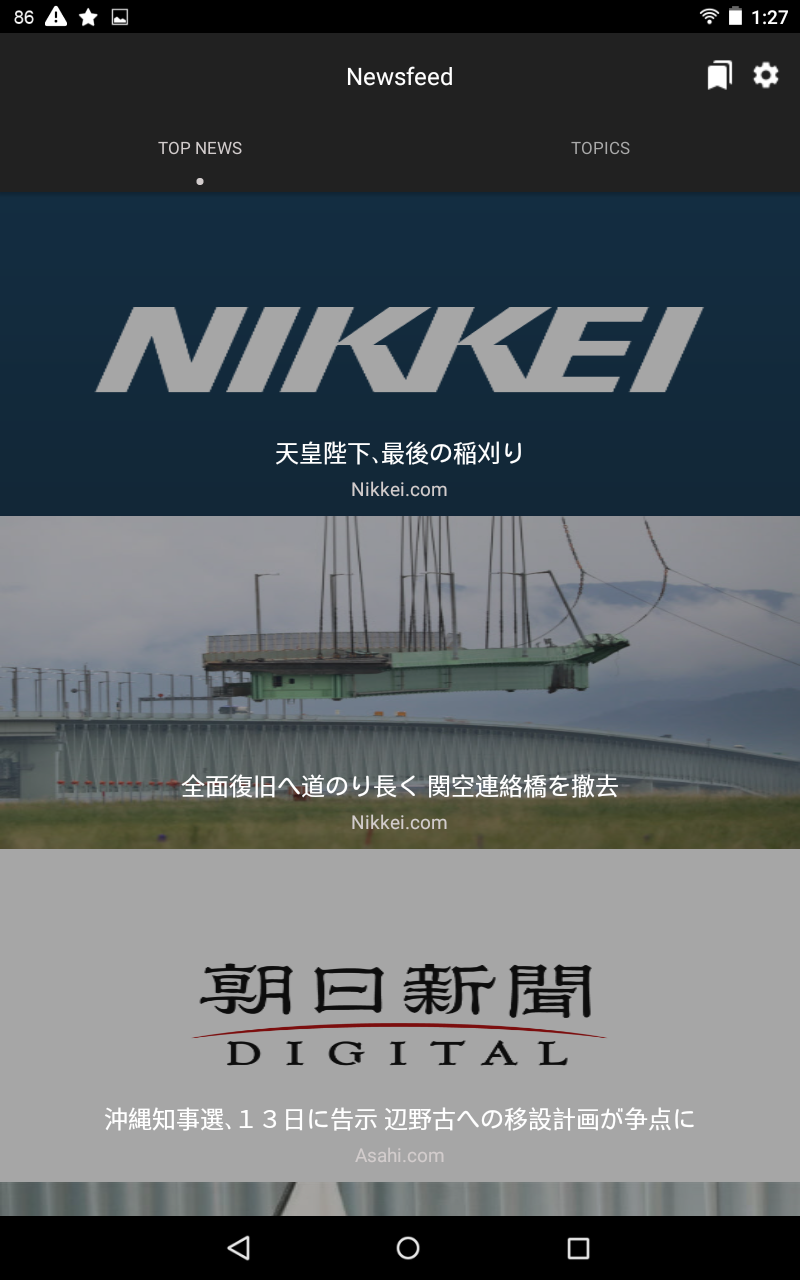 86
1:27
Newsfeed
TOP NEWS
TOPICS
NIKKEI
天皇陛下、最後の稲刈り
Nikkei.com
全面復旧へ道のり長く 関空連絡橋を撤去
Nikkei.com
朝日新聞
DIGITAL
沖縄知事選、１３日に告示 辺野古への移設計画が争点に
Asahi.com